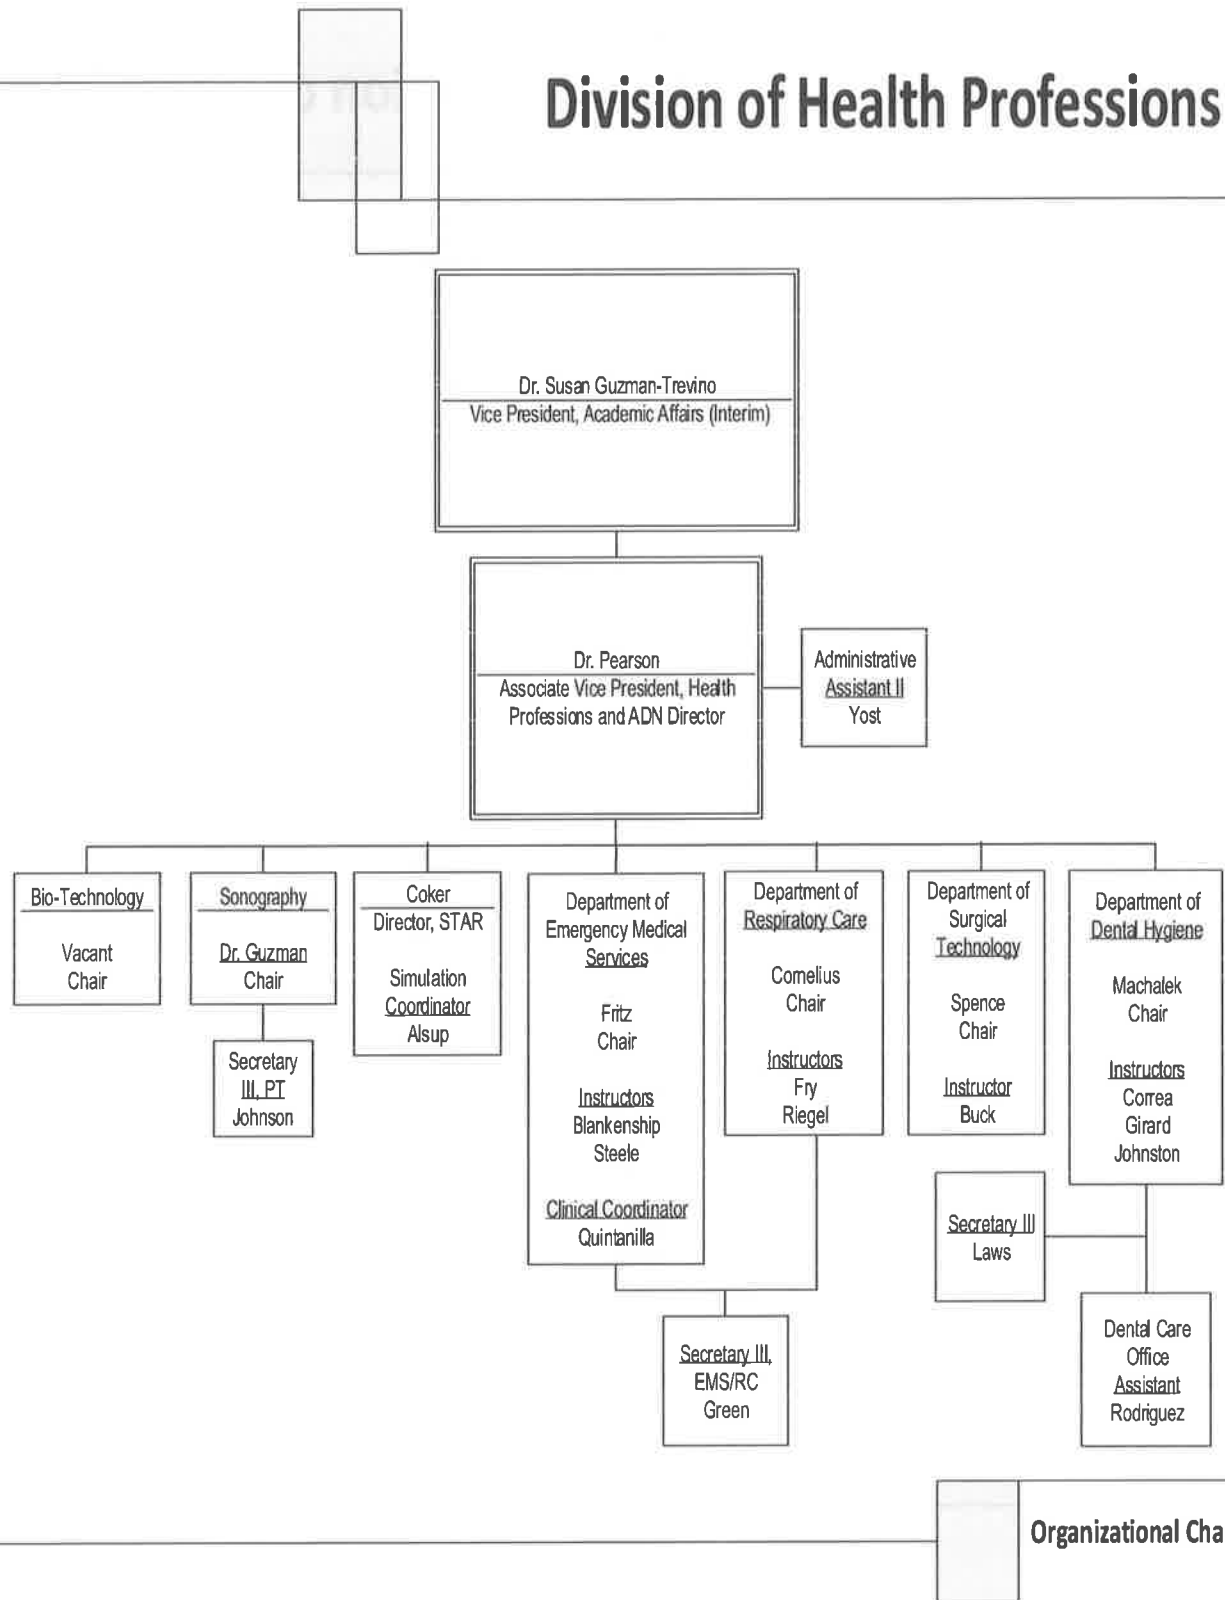 Division of Health Professions
Dr. Susan Guzman-Trevino
Vice President, Academic Affairs (Interim)
Dr. Pearson
Associate Vice President, Health
Professions and ADN Director
Administrative
Assistant II
Yost
Bio-Technology
Vacant
Chair
Sonography
Dr. Guzman
Chair
Secretary
III, PT
Johnson
Coker
Director, STAR
Simulation
Coordinator
Alsup
Department of
Emergency Medical
Services
Fritz
Chair
Instructors
Blankenship
Steele
Clinical Coordinator
Quintanilla
Department of
Respiratory Care
Cornelius
Chair
Instructors
Fry
Riegel
Secretary III,
EMS/RC
Green
Department of
Surgical
Technology
Spence
Chair
Instructor
Buck
Department of
Dental Hygiene
Machalek
Chair
Instructors
Correa
Girard
Johnston
Secretary III
Laws
Dental Care
Office
Assistant
Rodriguez
Organizational Cha